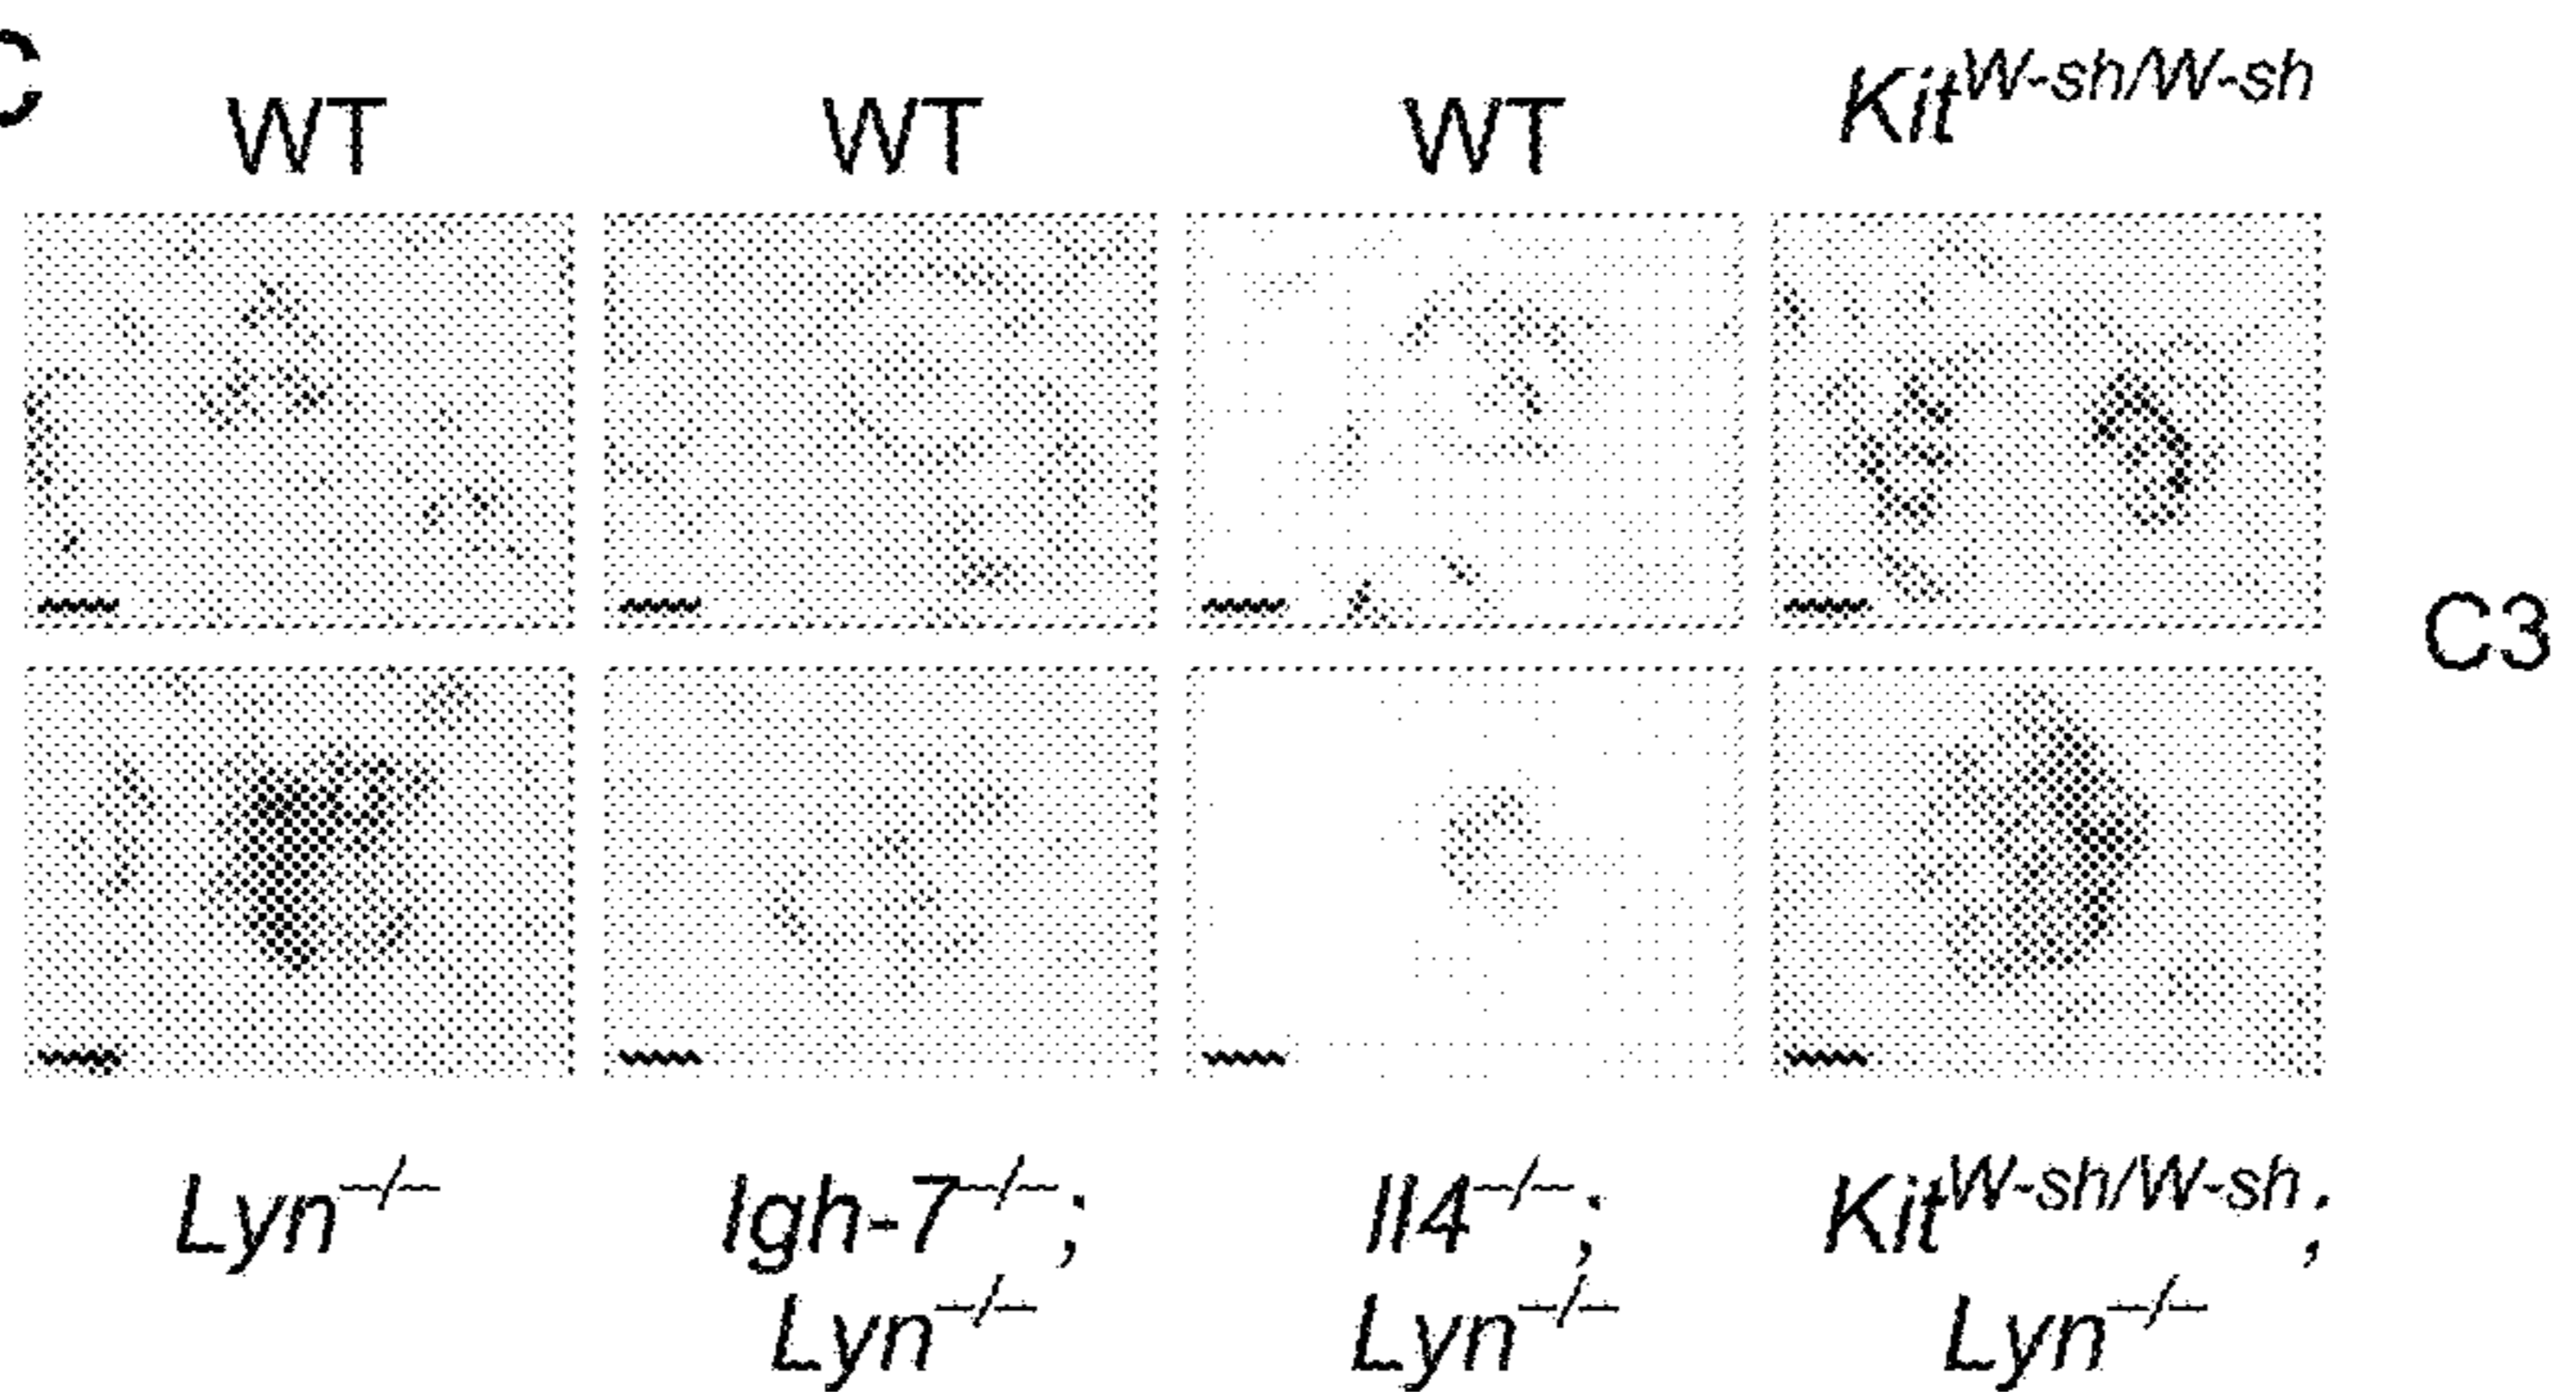 C
WT WT WT Kit^W-sh/W-sh
C3
Lyn^–/– Igh-7^–/–; Il4^–/–; Kit^W-sh/W-sh;
Lyn^–/– Lyn^–/– Lyn^–/–